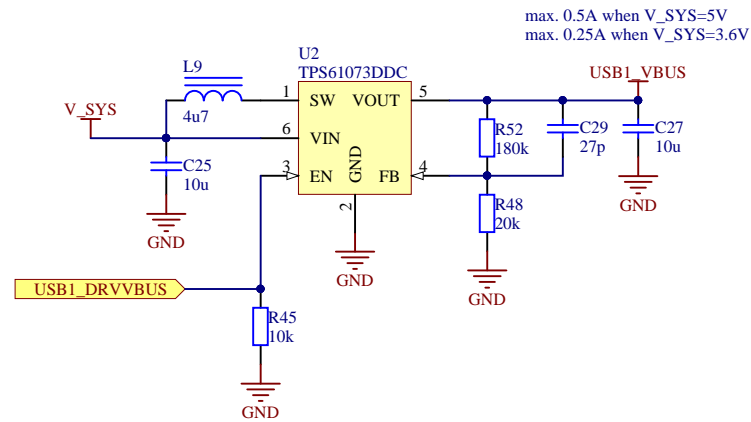 max. 0.5A when V_SYS=5V
max. 0.25A when V_SYS=3.6V
U2
TPS61073DDC
USB1_VBUS
L9
4u7
V_SYS
1
SW
VOUT
5
6
VIN
R52
180k
C29
27p
C27
10u
C25
10u
3
EN
GND
FB
4
2
R48
20k
GND
GND
GND
GND
USB1_DRVVBUS
R45
10k
GND